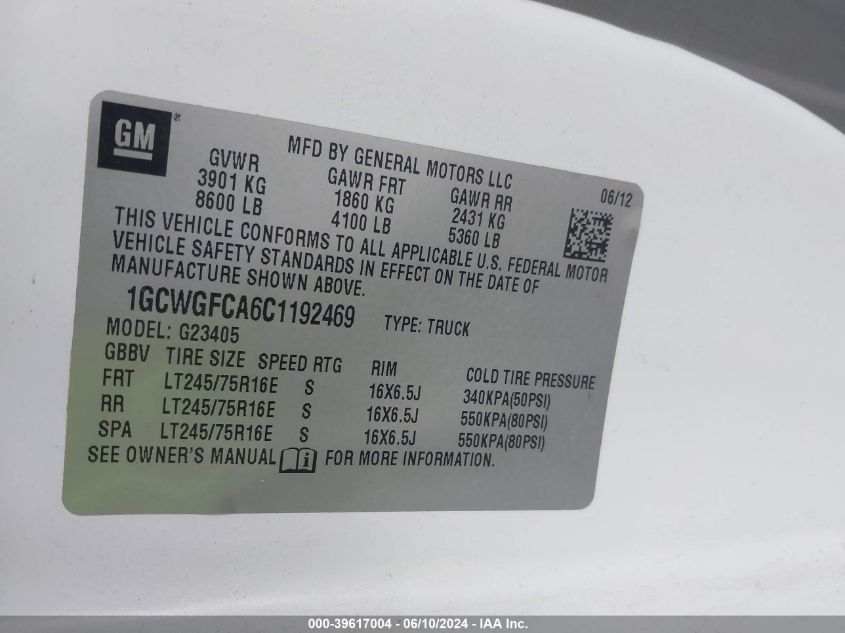 GM®
MFD BY GENERAL MOTORS LLC
06/12
GVWR GAWR FRT GAWR RR
3901 KG 1860 KG 2431 KG
8600 LB 4100 LB 5360 LB
THIS VEHICLE CONFORMS TO ALL APPLICABLE U.S. FEDERAL MOTOR
VEHICLE SAFETY STANDARDS IN EFFECT ON THE DATE OF
MANUFACTURE SHOWN ABOVE.
1GCWGFCA6C1192469 TYPE: TRUCK
MODEL: G23405
GBBV TIRE SIZE SPEED RTG RIM COLD TIRE PRESSURE
FRT LT245/75R16E S 16X6.5J 340KPA(50PSI)
RR LT245/75R16E S 16X6.5J 550KPA(80PSI)
SPA LT245/75R16E S 16X6.5J 550KPA(80PSI)
SEE OWNER'S MANUAL i FOR MORE INFORMATION.
000-39617004 - 06/10/2024 - IAA Inc.